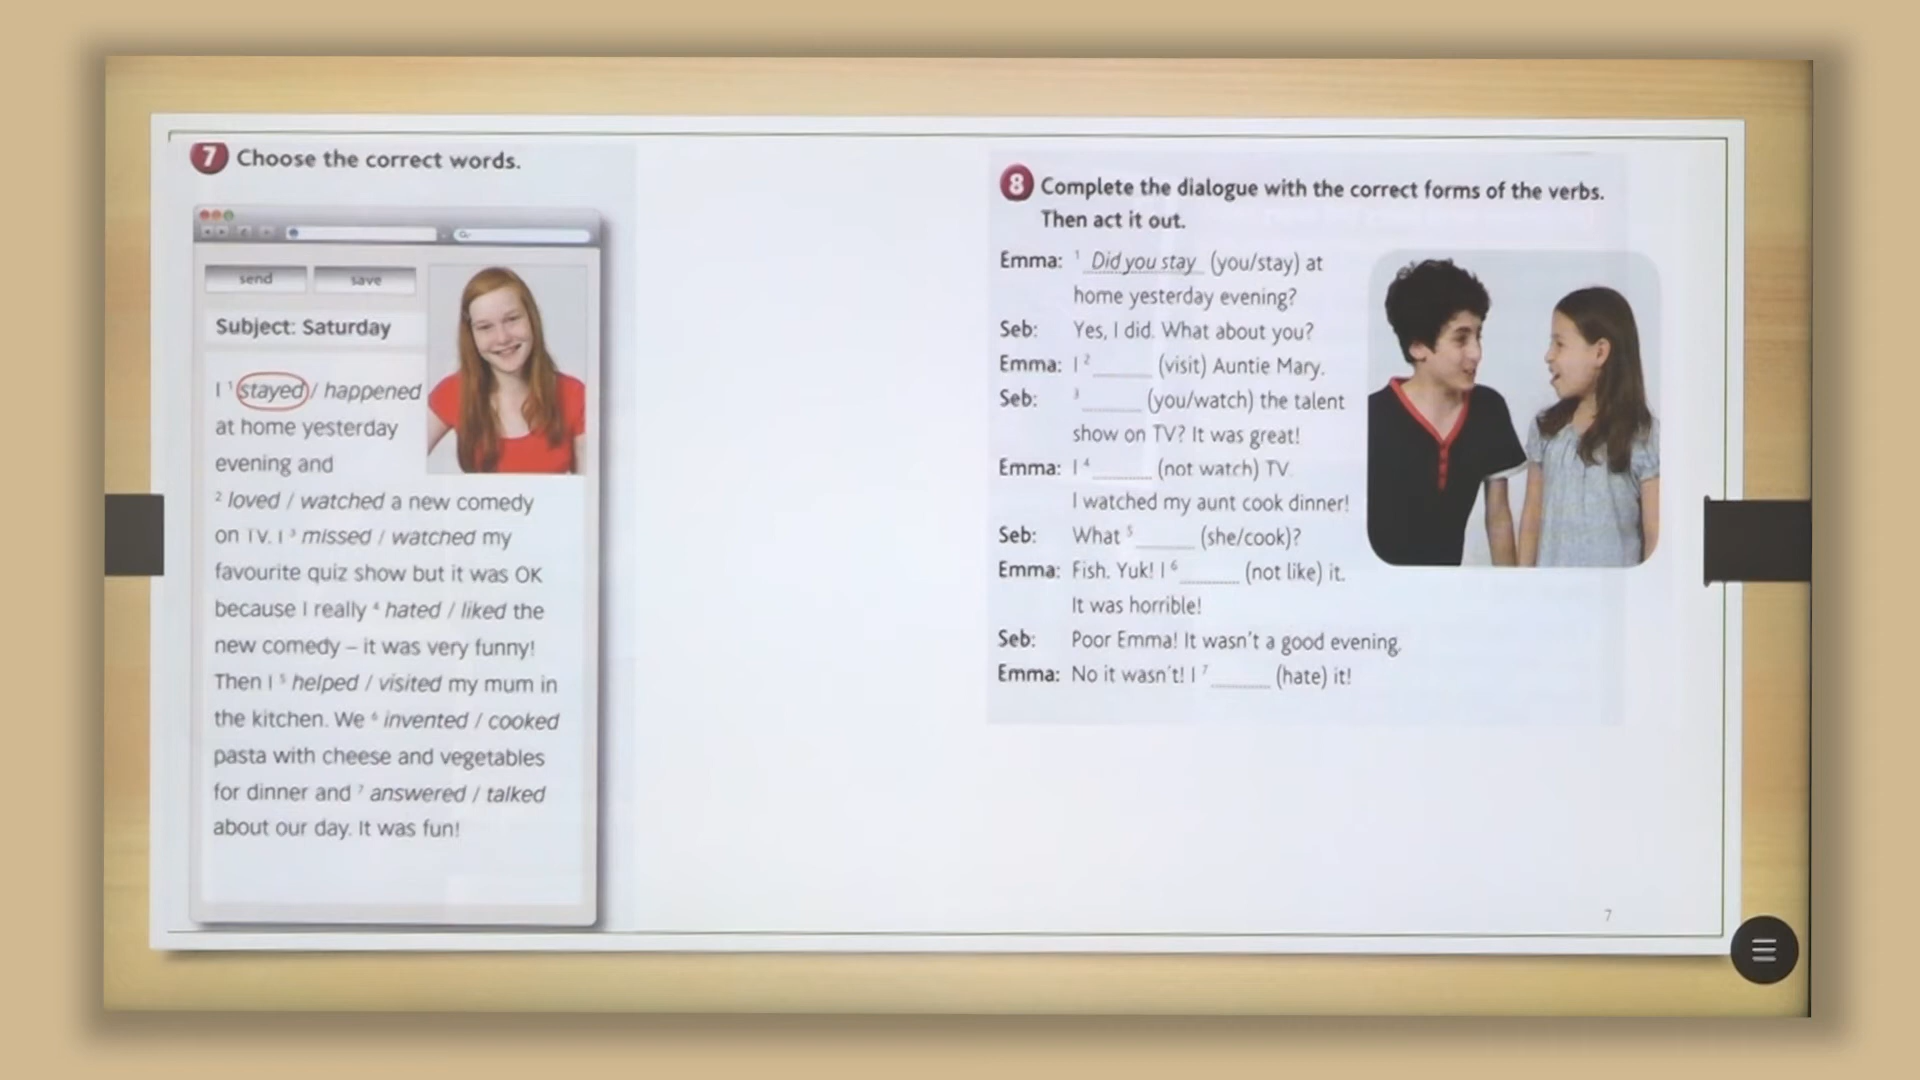 7 Choose the correct words.
send save
Subject: Saturday
I ¹ stayed / happened
at home yesterday
evening and
² loved / watched a new comedy
on TV. I ³ missed / watched my
favourite quiz show but it was OK
because I really ⁴ hated / liked the
new comedy – it was very funny!
Then I ⁵ helped / visited my mum in
the kitchen. We ⁶ invented / cooked
pasta with cheese and vegetables
for dinner and ⁷ answered / talked
about our day. It was fun!
8 Complete the dialogue with the correct forms of the verbs.
Then act it out.
Emma: ¹ Did you stay (you/stay) at
home yesterday evening?
Seb: Yes, I did. What about you?
Emma: I ² ______ (visit) Auntie Mary.
Seb: ³ ______ (you/watch) the talent
show on TV? It was great!
Emma: I ⁴ ______ (not watch) TV.
I watched my aunt cook dinner!
Seb: What ⁵ ______ (she/cook)?
Emma: Fish. Yuk! I ⁶ ______ (not like) it.
It was horrible!
Seb: Poor Emma! It wasn't a good evening.
Emma: No it wasn't! I ⁷ ______ (hate) it!
7